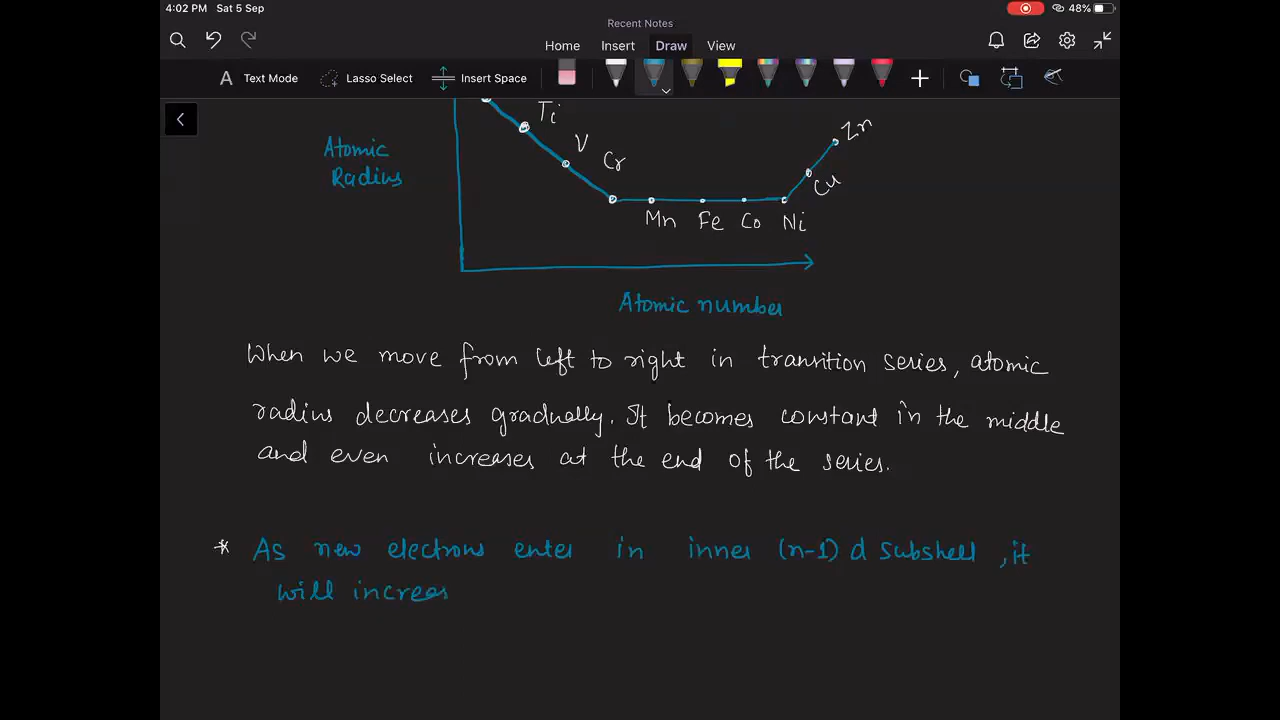 4:02 PM Sat 5 Sep
48%
Recent Notes
Home Insert Draw View
A Text Mode Lasso Select Insert Space
Ti
V
Cr
Zn
Cu
Atomic
Radius
Mn Fe Co Ni
Atomic number
When we move from left to right in transition series, atomic
radius decreases gradually. It becomes constant in the middle
and even increases at the end of the series.
* As new electrons enter in inner (n-1) d subshell, it
will increas